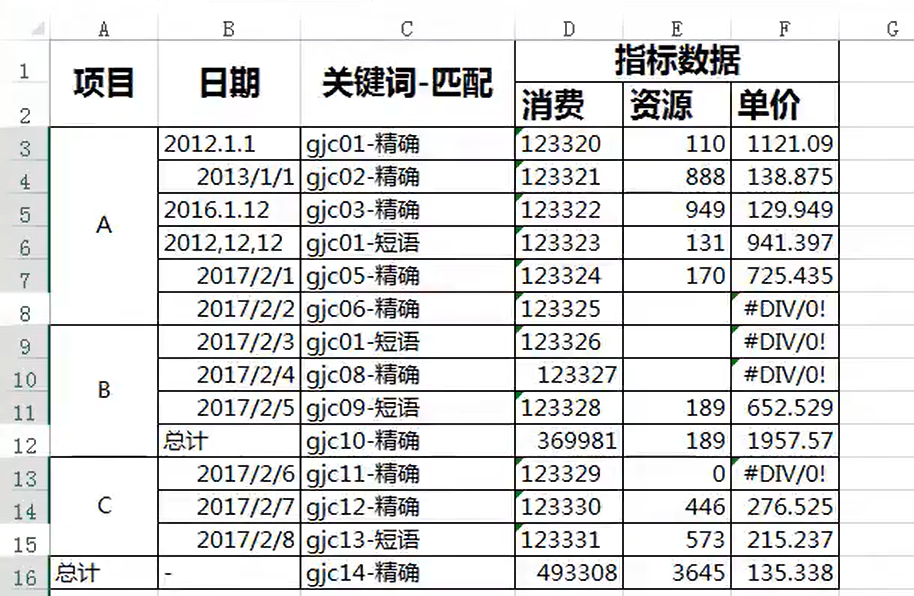 A B C D E F G
1 指标数据
项目 日期 关键词-匹配
2 消费 资源 单价
3 2012.1.1 gjc01-精确 123320 110 1121.09
4 2013/1/1 gjc02-精确 123321 888 138.875
5 2016.1.12 gjc03-精确 123322 949 129.949
A
6 2012,12,12 gjc01-短语 123323 131 941.397
7 2017/2/1 gjc05-精确 123324 170 725.435
8 2017/2/2 gjc06-精确 123325 #DIV/0!
9 2017/2/3 gjc01-短语 123326 #DIV/0!
10 2017/2/4 gjc08-精确 123327 #DIV/0!
B
11 2017/2/5 gjc09-短语 123328 189 652.529
12 总计 gjc10-精确 369981 189 1957.57
13 2017/2/6 gjc11-精确 123329 0 #DIV/0!
14 C 2017/2/7 gjc12-精确 123330 446 276.525
15 2017/2/8 gjc13-短语 123331 573 215.237
16 总计 - gjc14-精确 493308 3645 135.338